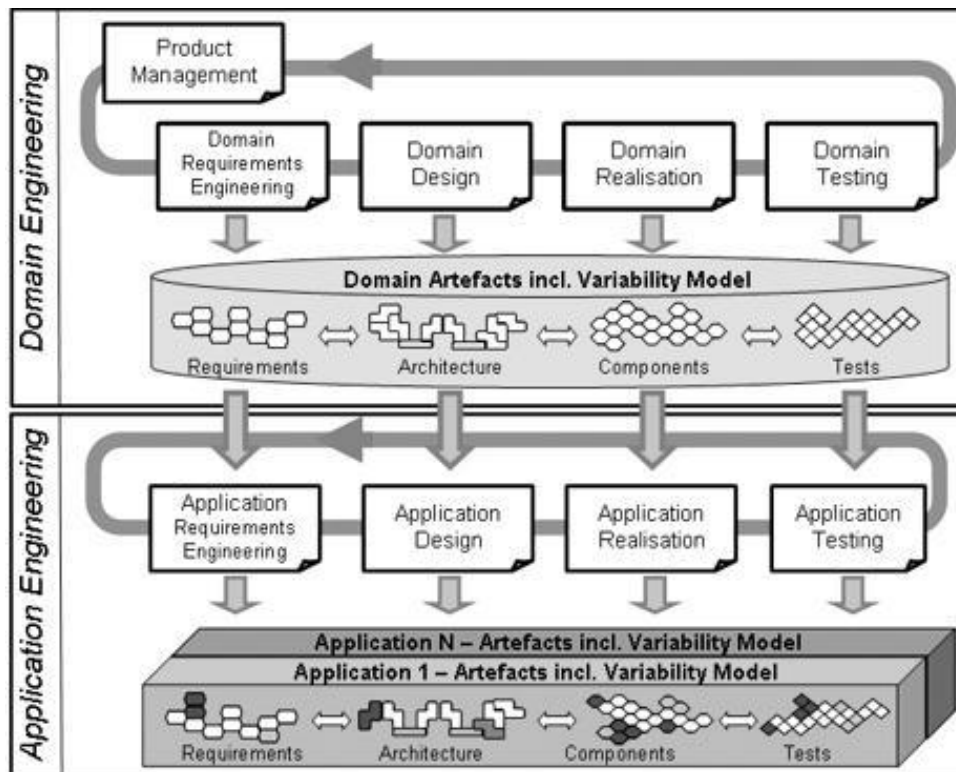 Domain Engineering
Product
Management
Domain
Requirements
Engineering
Domain
Design
Domain
Realisation
Domain
Testing
Domain Artefacts incl. Variability Model
Requirements
Architecture
Components
Tests
Application Engineering
Application
Requirements
Engineering
Application
Design
Application
Realisation
Application
Testing
Application N – Artefacts incl. Variability Model
Application 1 – Artefacts incl. Variability Model
Requirements
Architecture
Components
Tests